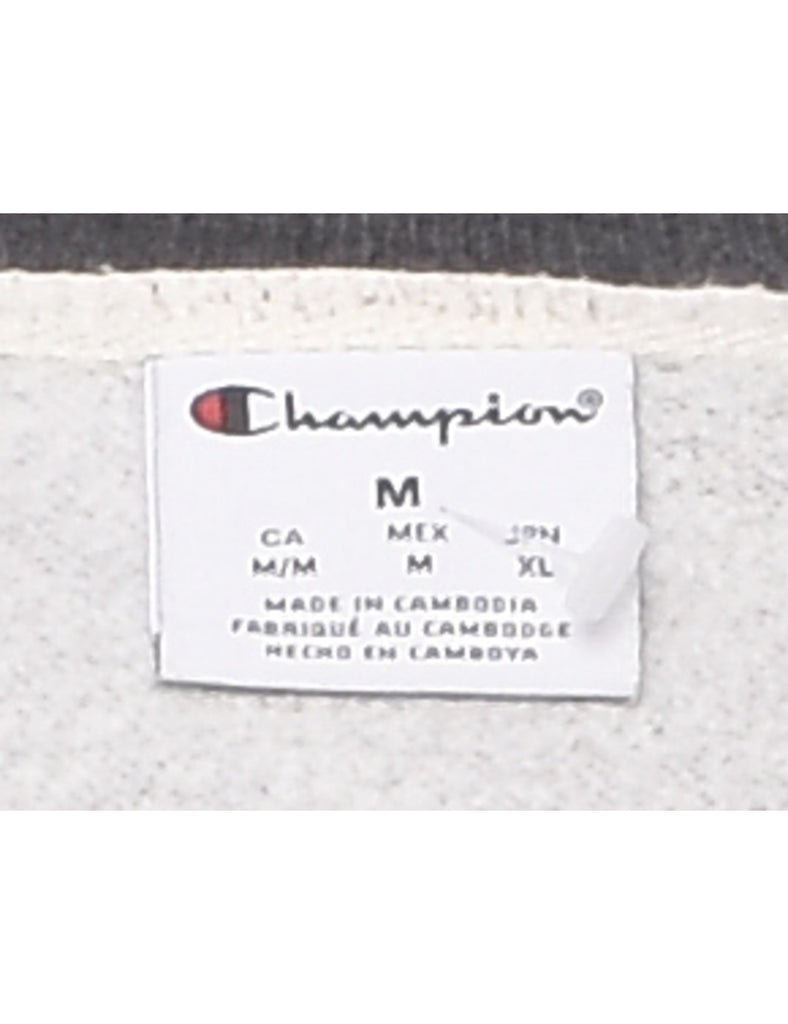 Champion®
M
CA MEX JPN
M/M M XL
MADE IN CAMBODIA
FABRIQUÉ AU CAMBODGE
HECHO EN CAMBOYA